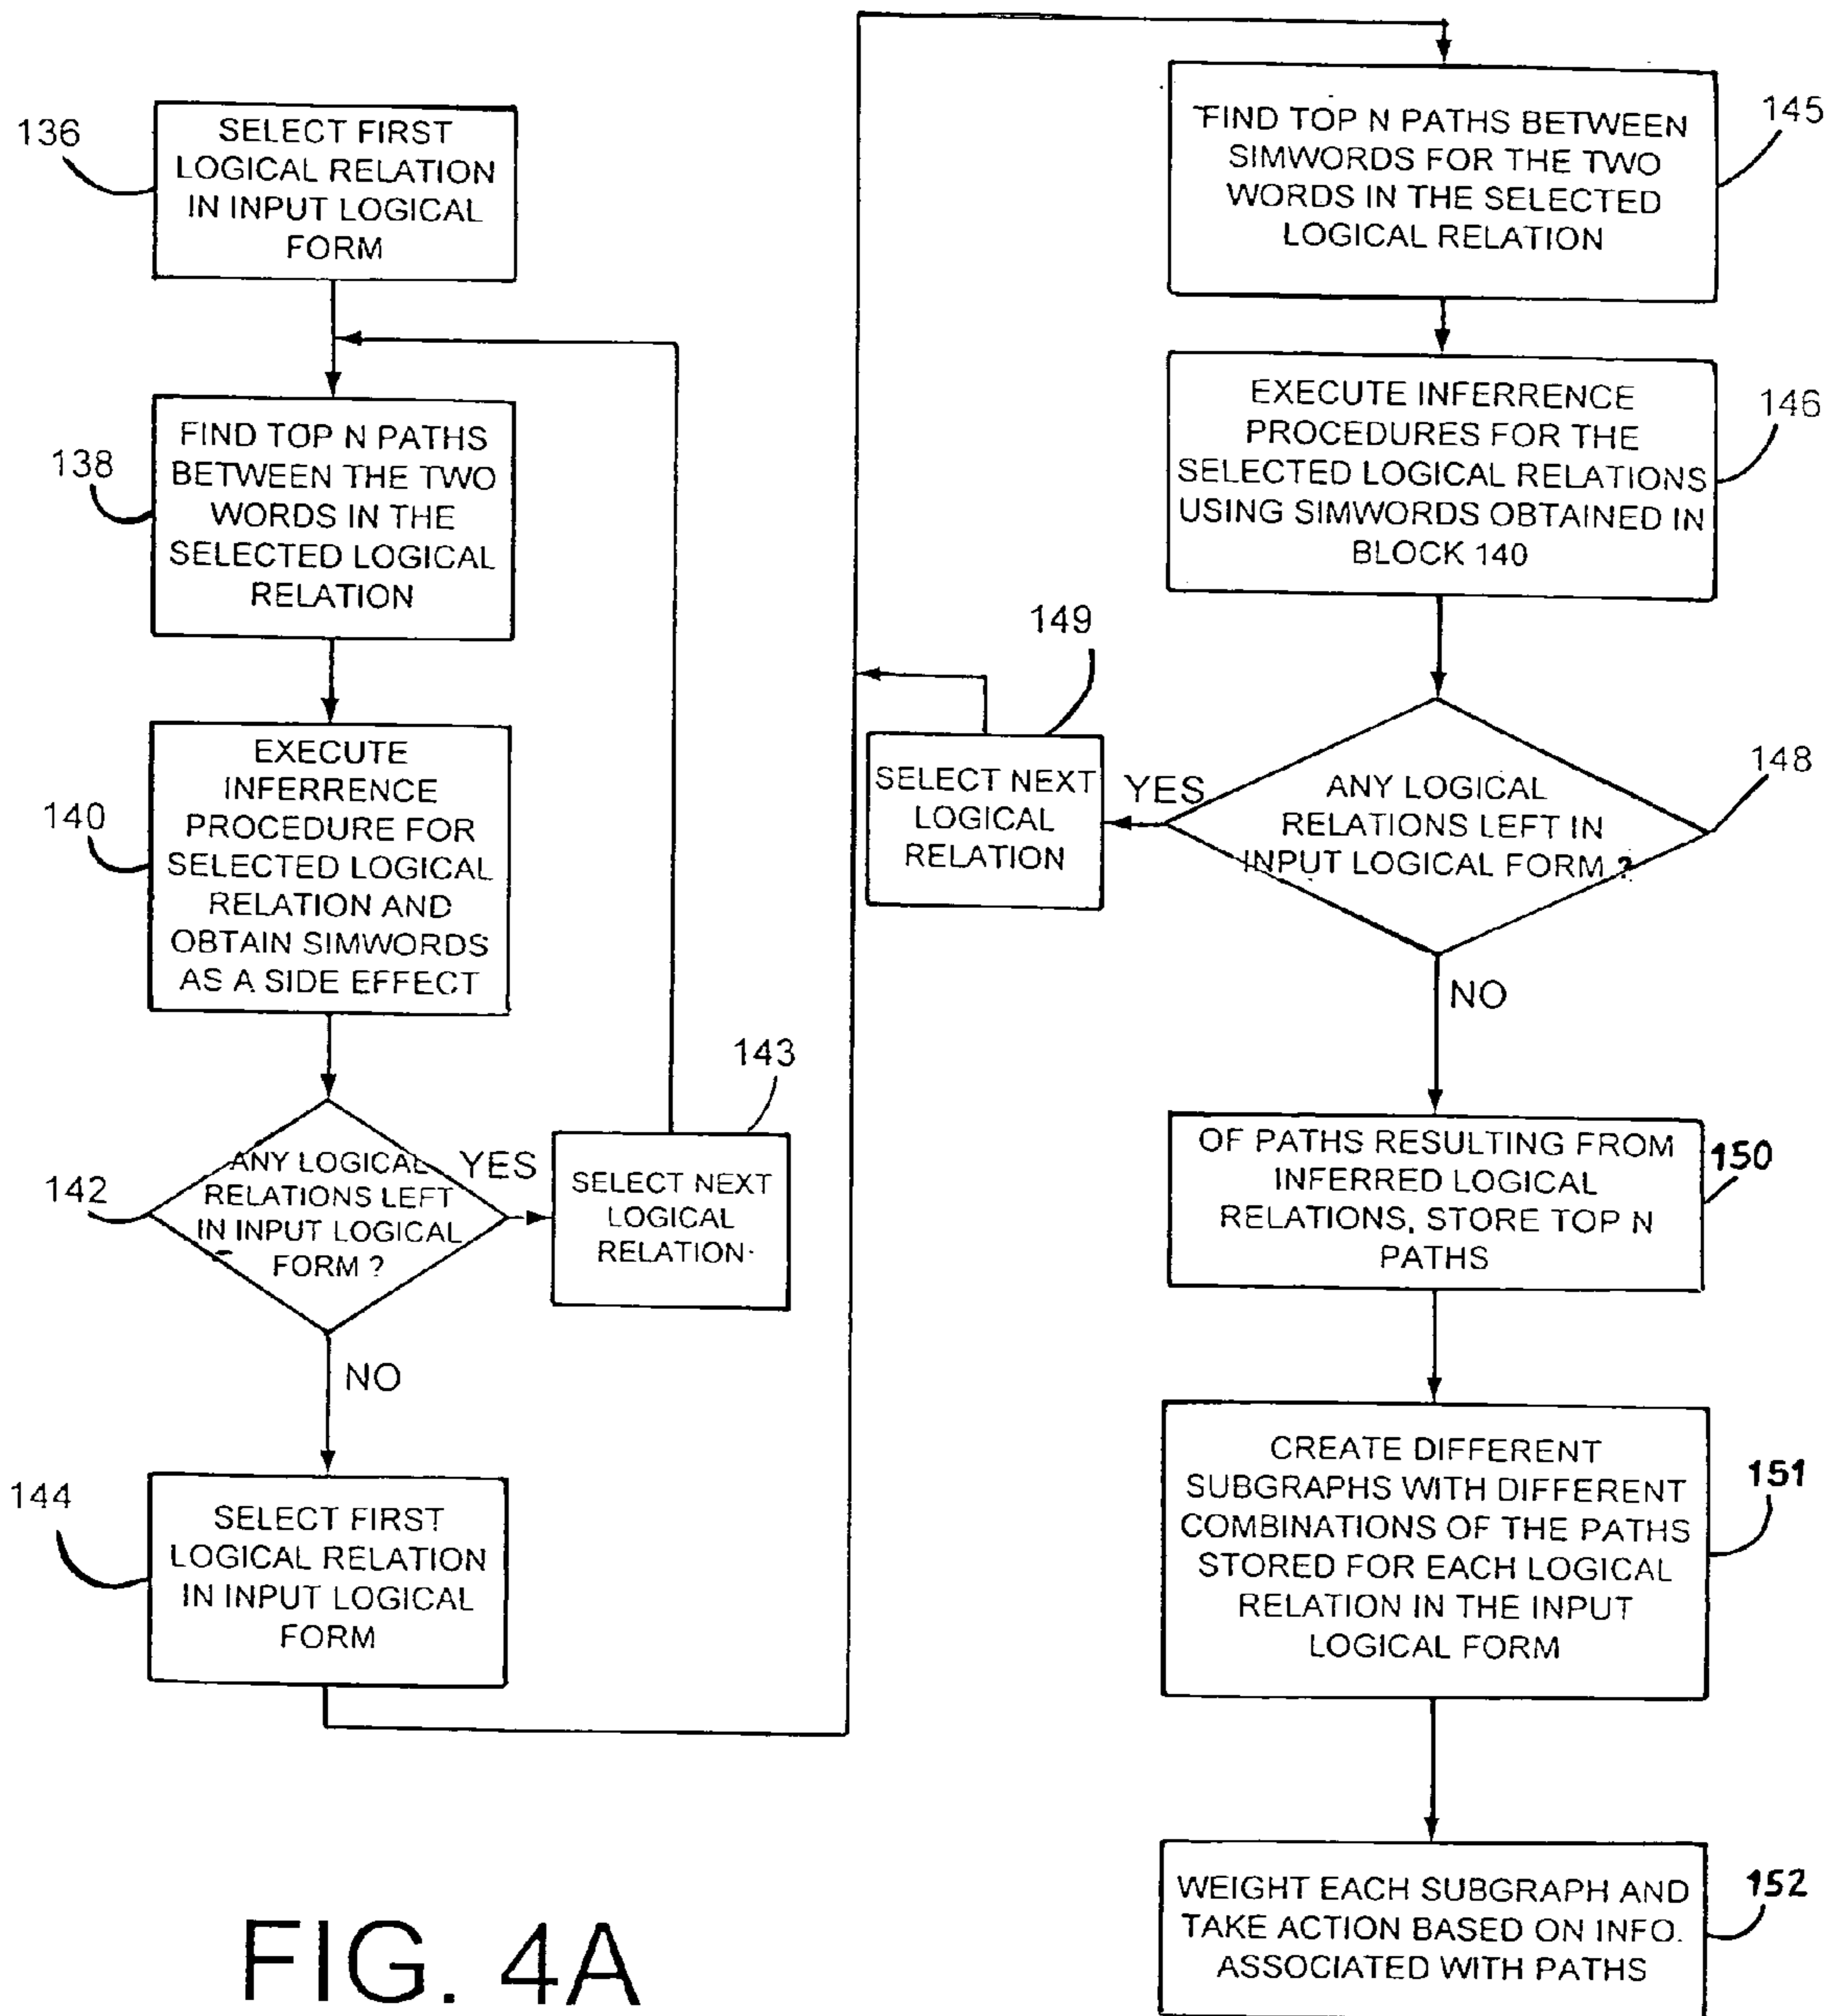 136
SELECT FIRST
LOGICAL RELATION
IN INPUT LOGICAL
FORM
138
FIND TOP N PATHS
BETWEEN THE TWO
WORDS IN THE
SELECTED LOGICAL
RELATION
140
EXECUTE
INFERRENCE
PROCEDURE FOR
SELECTED LOGICAL
RELATION AND
OBTAIN SIMWORDS
AS A SIDE EFFECT
142
ANY LOGICAL
RELATIONS LEFT
IN INPUT LOGICAL
FORM ?
YES
143
SELECT NEXT
LOGICAL
RELATION
NO
144
SELECT FIRST
LOGICAL RELATION
IN INPUT LOGICAL
FORM
145
FIND TOP N PATHS BETWEEN
SIMWORDS FOR THE TWO
WORDS IN THE SELECTED
LOGICAL RELATION
146
EXECUTE INFERRENCE
PROCEDURES FOR THE
SELECTED LOGICAL RELATIONS
USING SIMWORDS OBTAINED IN
BLOCK 140
148
ANY LOGICAL
RELATIONS LEFT IN
INPUT LOGICAL FORM ?
YES
149
SELECT NEXT
LOGICAL
RELATION
NO
150
OF PATHS RESULTING FROM
INFERRED LOGICAL
RELATIONS, STORE TOP N
PATHS
151
CREATE DIFFERENT
SUBGRAPHS WITH DIFFERENT
COMBINATIONS OF THE PATHS
STORED FOR EACH LOGICAL
RELATION IN THE INPUT
LOGICAL FORM
152
WEIGHT EACH SUBGRAPH AND
TAKE ACTION BASED ON INFO.
ASSOCIATED WITH PATHS
FIG. 4A